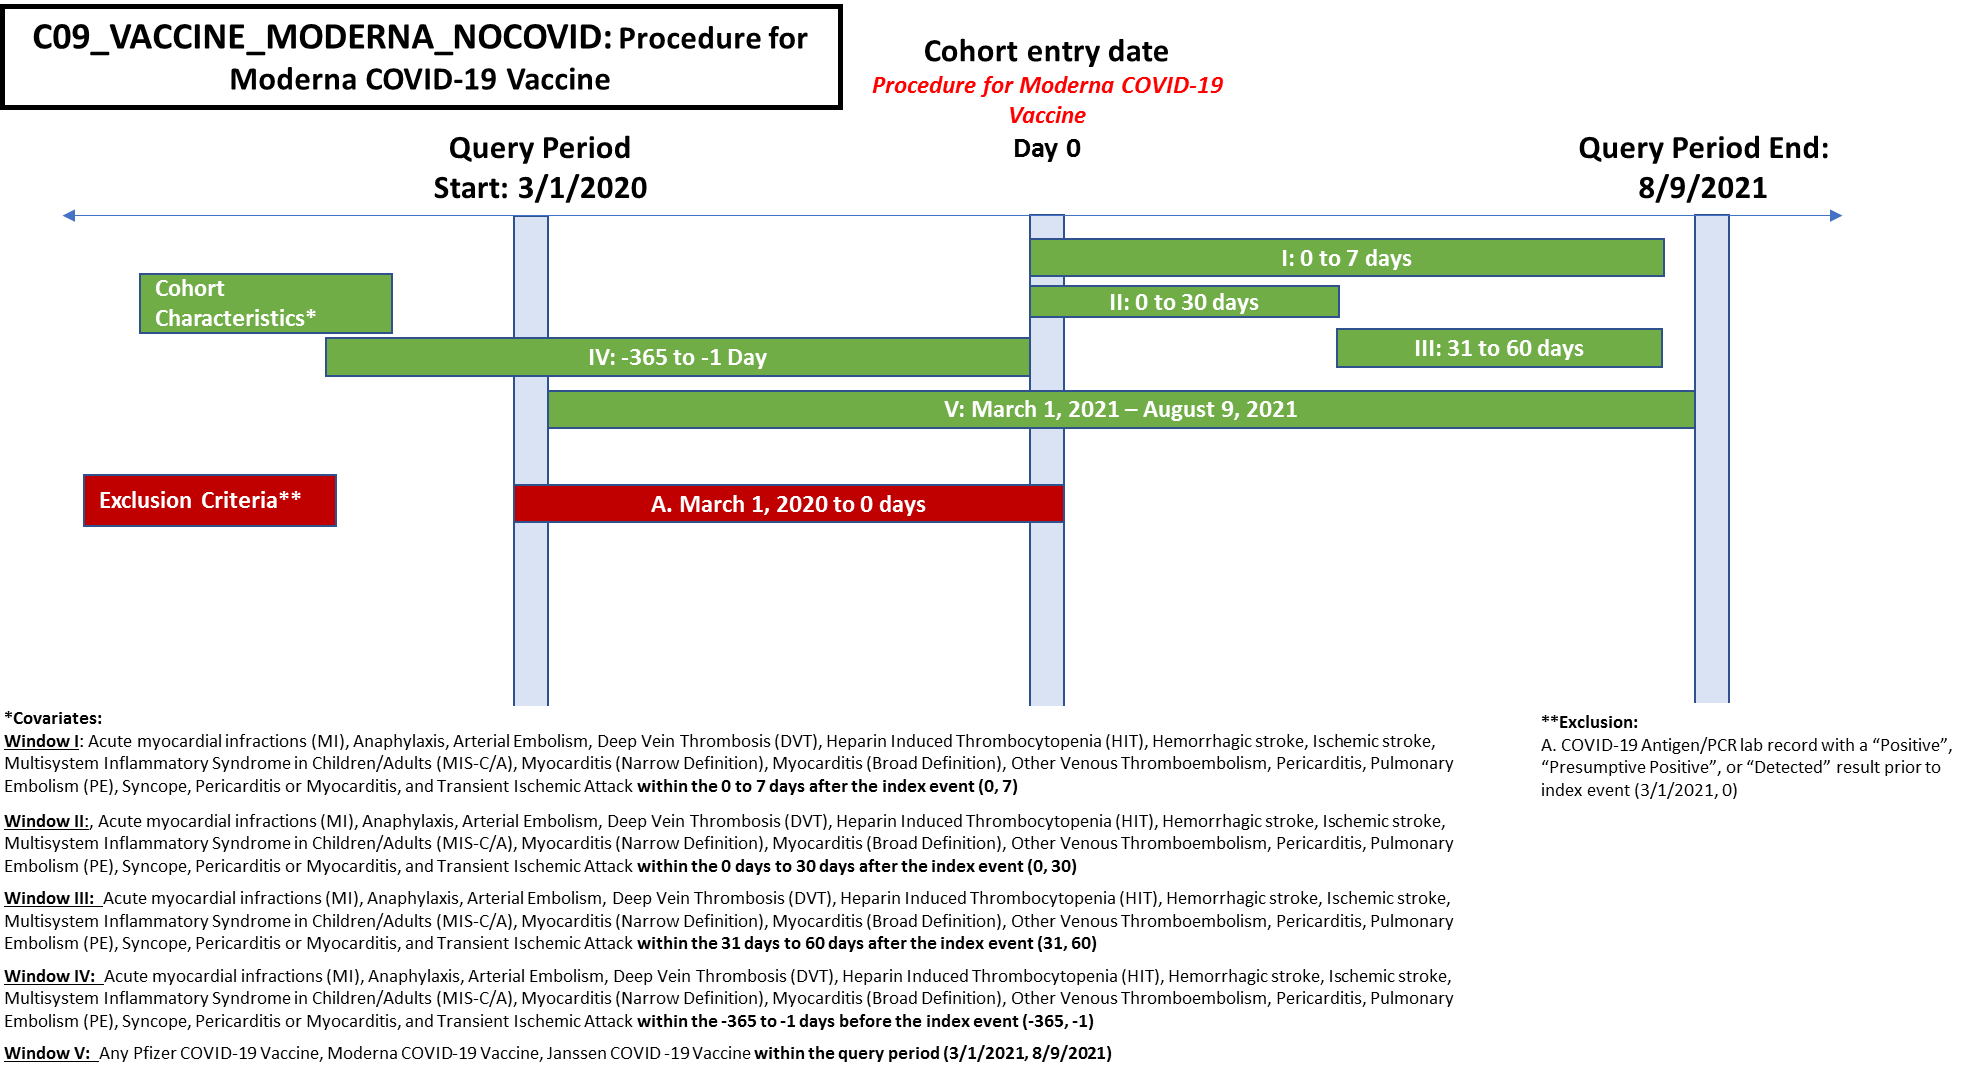 C09_VACCINE_MODERNA_NOCOVID: Procedure for
Moderna COVID-19 Vaccine
Cohort entry date
Procedure for Moderna COVID-19
Vaccine
Day 0
Query Period
Start: 3/1/2020
Query Period End:
8/9/2021
I: 0 to 7 days
Cohort
Characteristics*
II: 0 to 30 days
III: 31 to 60 days
IV: -365 to -1 Day
V: March 1, 2021 – August 9, 2021
Exclusion Criteria**
A. March 1, 2020 to 0 days
*Covariates:
Window I: Acute myocardial infractions (MI), Anaphylaxis, Arterial Embolism, Deep Vein Thrombosis (DVT), Heparin Induced Thrombocytopenia (HIT), Hemorrhagic stroke, Ischemic stroke,
Multisystem Inflammatory Syndrome in Children/Adults (MIS-C/A), Myocarditis (Narrow Definition), Myocarditis (Broad Definition), Other Venous Thromboembolism, Pericarditis, Pulmonary
Embolism (PE), Syncope, Pericarditis or Myocarditis, and Transient Ischemic Attack within the 0 to 7 days after the index event (0, 7)
Window II:, Acute myocardial infractions (MI), Anaphylaxis, Arterial Embolism, Deep Vein Thrombosis (DVT), Heparin Induced Thrombocytopenia (HIT), Hemorrhagic stroke, Ischemic stroke,
Multisystem Inflammatory Syndrome in Children/Adults (MIS-C/A), Myocarditis (Narrow Definition), Myocarditis (Broad Definition), Other Venous Thromboembolism, Pericarditis, Pulmonary
Embolism (PE), Syncope, Pericarditis or Myocarditis, and Transient Ischemic Attack within the 0 days to 30 days after the index event (0, 30)
Window III: Acute myocardial infractions (MI), Anaphylaxis, Arterial Embolism, Deep Vein Thrombosis (DVT), Heparin Induced Thrombocytopenia (HIT), Hemorrhagic stroke, Ischemic stroke,
Multisystem Inflammatory Syndrome in Children/Adults (MIS-C/A), Myocarditis (Narrow Definition), Myocarditis (Broad Definition), Other Venous Thromboembolism, Pericarditis, Pulmonary
Embolism (PE), Syncope, Pericarditis or Myocarditis, and Transient Ischemic Attack within the 31 days to 60 days after the index event (31, 60)
Window IV: Acute myocardial infractions (MI), Anaphylaxis, Arterial Embolism, Deep Vein Thrombosis (DVT), Heparin Induced Thrombocytopenia (HIT), Hemorrhagic stroke, Ischemic stroke,
Multisystem Inflammatory Syndrome in Children/Adults (MIS-C/A), Myocarditis (Narrow Definition), Myocarditis (Broad Definition), Other Venous Thromboembolism, Pericarditis, Pulmonary
Embolism (PE), Syncope, Pericarditis or Myocarditis, and Transient Ischemic Attack within the -365 to -1 days before the index event (-365, -1)
Window V: Any Pfizer COVID-19 Vaccine, Moderna COVID-19 Vaccine, Janssen COVID -19 Vaccine within the query period (3/1/2021, 8/9/2021)
**Exclusion:
A. COVID-19 Antigen/PCR lab record with a “Positive”,
“Presumptive Positive”, or “Detected” result prior to
index event (3/1/2021, 0)